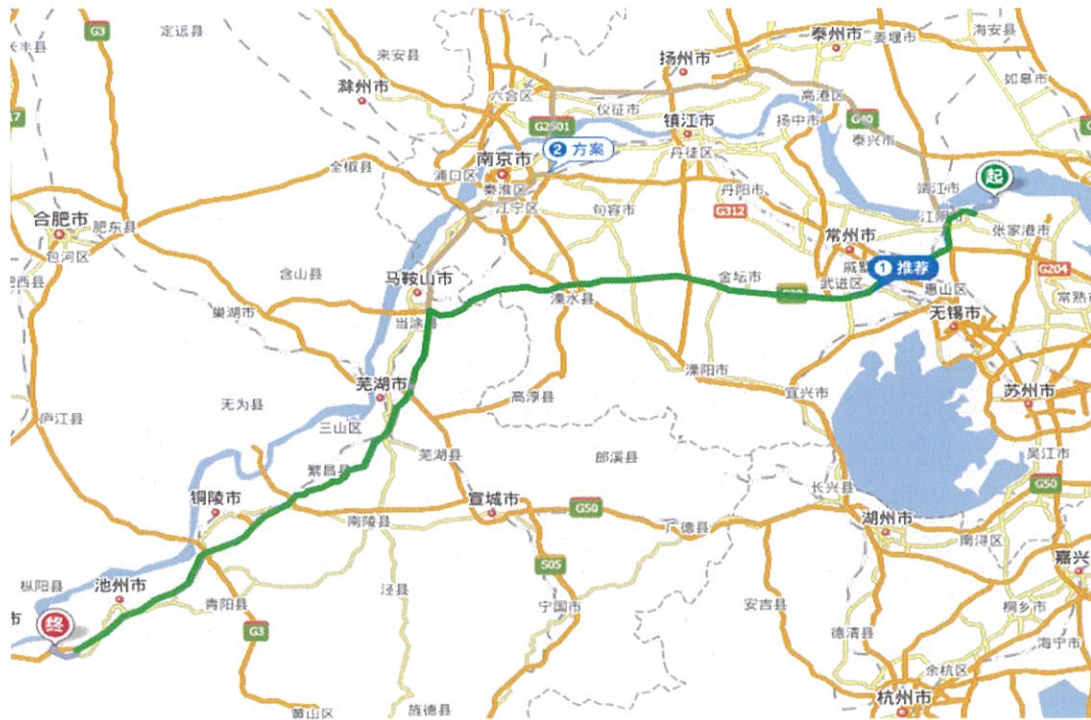 G3
定远县
长丰县
来安县
泰州市
姜堰市
海安县
扬州市
滁州市
六合区
仪征市
高港区
如皋市
17
G2501
镇江市
扬中市
G40
泰兴市
2 方案
全椒县
浦口区
南京市
丹徒区
秦淮区
江宁区
丹阳市
靖江市
起
合肥市
肥东县
句容市
G312
江阴市
张家港市
包河区
常州市
含山县
马鞍山市
金坛市
1 推荐
G204
肥西县
武进区
惠山区
常熟市
巢湖市
当涂县
溧水县
无锡市
芜湖市
溧阳市
宜兴市
苏州市
庐江县
无为县
高淳县
三山区
繁昌县
芜湖县
郎溪县
吴江市
长兴县
G50
铜陵市
宣城市
G50
南陵县
广德县
湖州市
南浔区
嘉兴
枞阳县
池州市
S05
青阳县
泾县
宁国市
安吉县
桐乡市
市
终
G3
德清县
海宁市
余杭区
黄山区
旌德县
杭州市